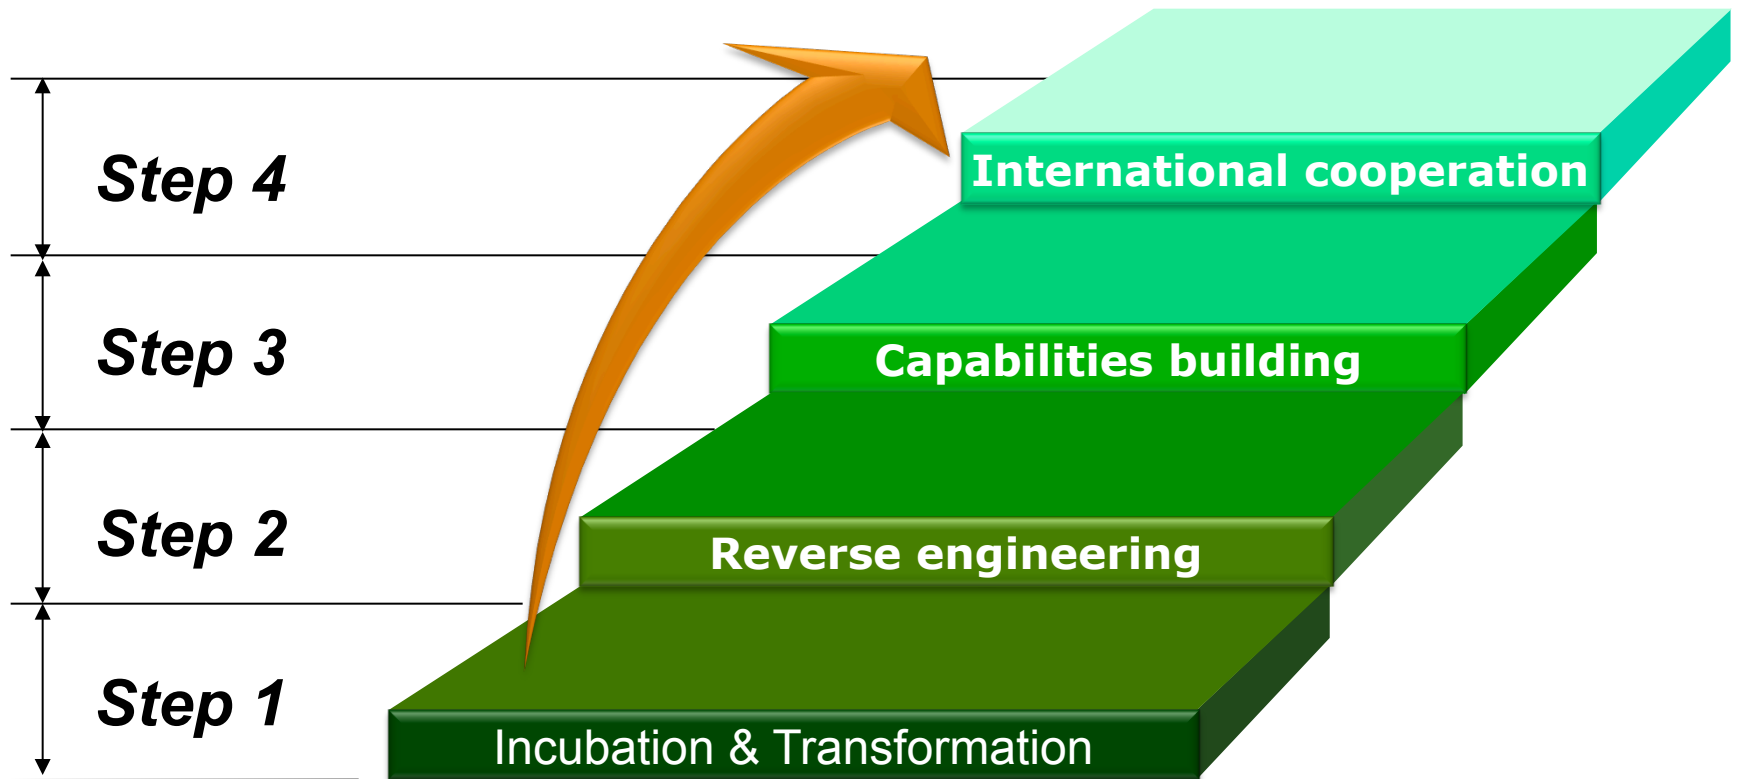 Step 4
International cooperation
Step 3
Capabilities building
Step 2
Reverse engineering
Step 1
Incubation & Transformation